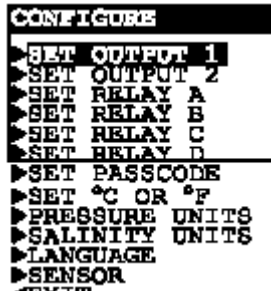 CONFIGURE
▶SET OUTPUT 1
▶SET OUTPUT 2
▶SET RELAY A
▶SET RELAY B
▶SET RELAY C
▶SET RELAY D
▶SET PASSCODE
▶SET °C OR °F
▶PRESSURE UNITS
▶SALINITY UNITS
▶LANGUAGE
▶SENSOR
◀EXIT